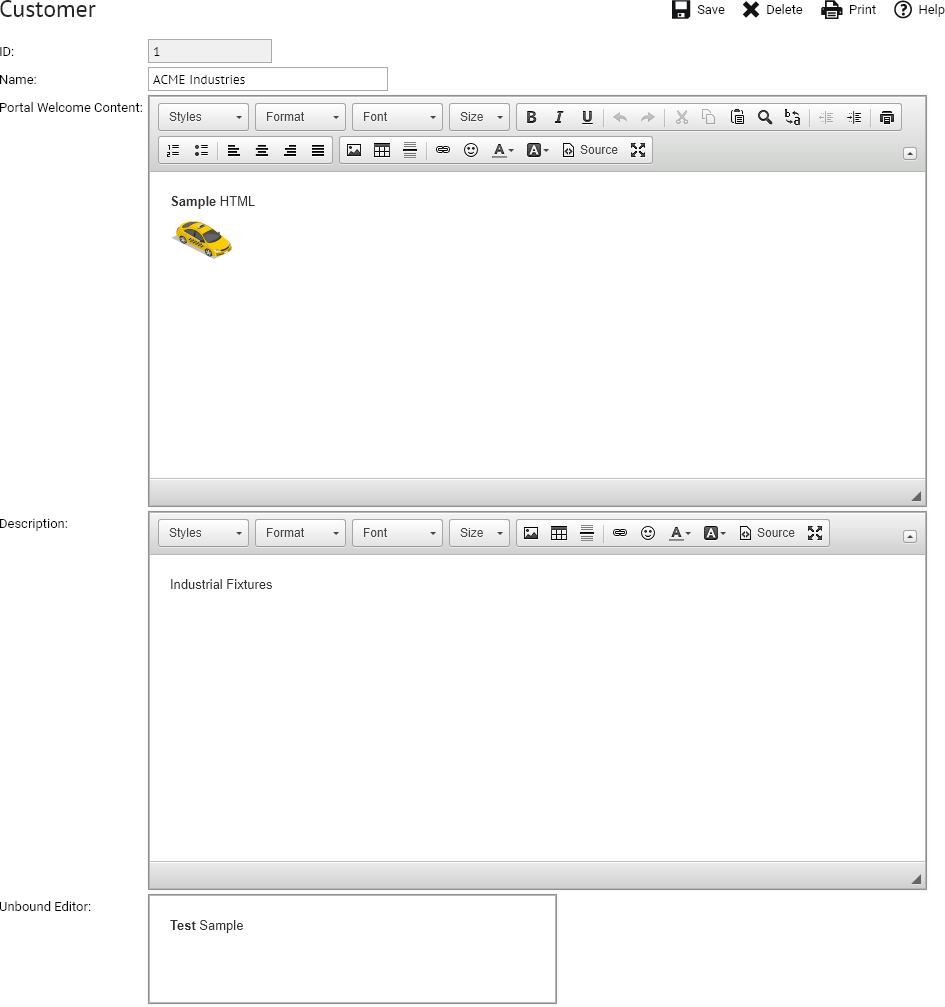 Customer
Save Delete Print Help
ID: 1
Name: ACME Industries
Portal Welcome Content:
Styles Format Font Size B I U
A A Source
Sample HTML
Description:
Styles Format Font Size A A Source
Industrial Fixtures
Unbound Editor:
Test Sample